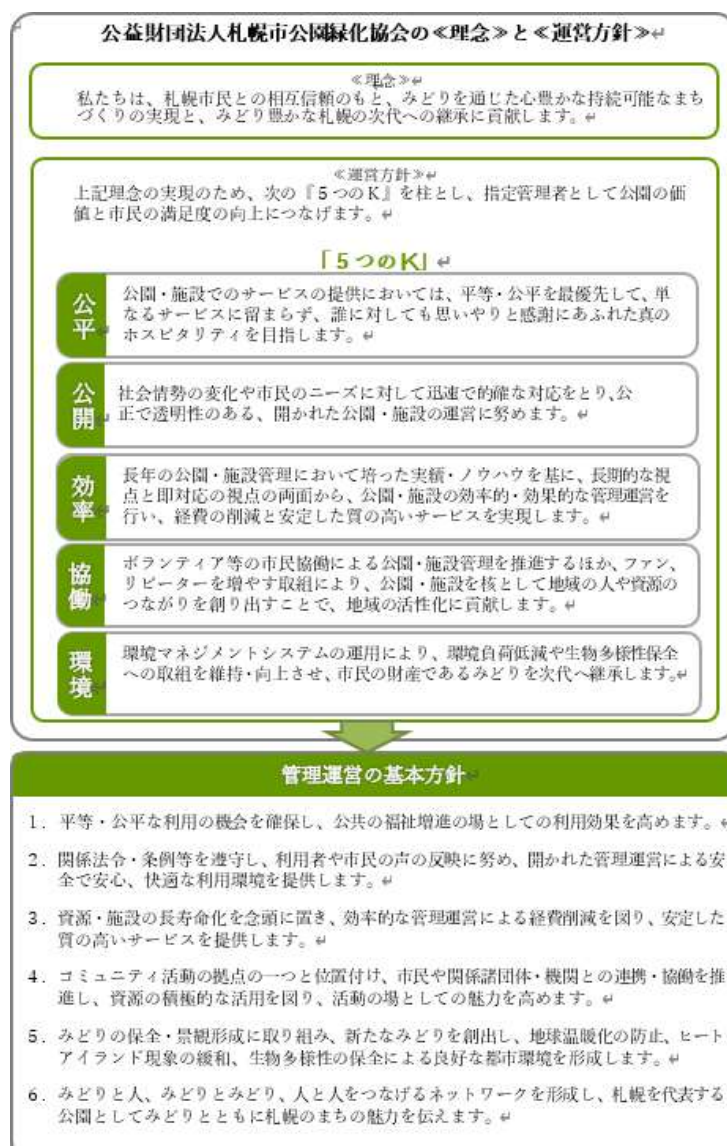 公益財団法人札幌市公園緑化協会の≪理念≫と≪運営方針≫
≪理念≫
私たちは、札幌市民との相互信頼のもと、みどりを通じた心豊かな持続可能なまち
づくりの実現と、みどり豊かな札幌の次代への継承に貢献します。
≪運営方針≫
上記理念の実現のため、次の『５つのＫ』を柱とし、指定管理者として公園の価
値と市民の満足度の向上につなげます。
「５つのＫ」
公平
公園・施設でのサービスの提供においては、平等・公平を最優先して、単
なるサービスに留まらず、誰に対しても思いやりと感謝にあふれた真の
ホスピタリティを目指します。
公開
社会情勢の変化や市民のニーズに対して迅速で的確な対応をとり、公
正で透明性のある、開かれた公園・施設の運営に努めます。
効率
長年の公園・施設管理において培った実績・ノウハウを基に、長期的な視
点と即対応の視点の両面から、公園・施設の効率的・効果的な管理運営を
行い、経費の削減と安定した質の高いサービスを実現します。
協働
ボランティア等の市民協働による公園・施設管理を推進するほか、ファン、
リピーターを増やす取組により、公園・施設を核として地域の人や資源の
つながりを創り出すことで、地域の活性化に貢献します。
環境
環境マネジメントシステムの運用により、環境負荷低減や生物多様性保全
への取組を維持・向上させ、市民の財産であるみどりを次代へ継承します。
管理運営の基本方針
１．平等・公平な利用の機会を確保し、公共の福祉増進の場としての利用効果を高めます。
２．関係法令・条例等を遵守し、利用者や市民の声の反映に努め、開かれた管理運営による安
全で安心、快適な利用環境を提供します。
３．資源・施設の長寿命化を念頭に置き、効率的な管理運営による経費削減を図り、安定した
質の高いサービスを提供します。
４．コミュニティ活動の拠点の一つと位置付け、市民や関係諸団体・機関との連携・協働を推
進し、資源の積極的な活用を図り、活動の場としての魅力を高めます。
５．みどりの保全・景観形成に取り組み、新たなみどりを創出し、地球温暖化の防止、ヒート
アイランド現象の緩和、生物多様性の保全による良好な都市環境を形成します。
６．みどりと人、みどりとみどり、人と人をつなげるネットワークを形成し、札幌を代表する
公園としてみどりとともに札幌のまちの魅力を伝えます。